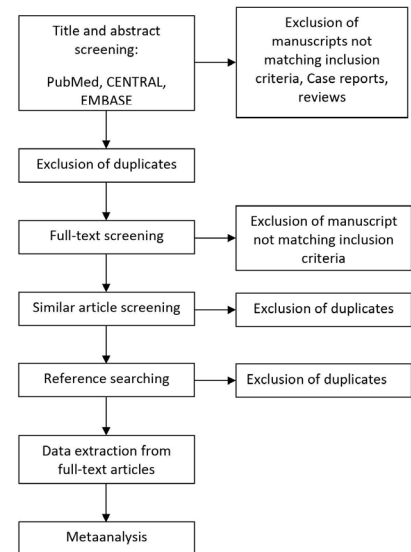 Title and abstract
screening:
PubMed, CENTRAL,
EMBASE
Exclusion of
manuscripts not
matching inclusion
criteria, Case reports,
reviews
Exclusion of duplicates
Full-text screening
Exclusion of manuscript
not matching inclusion
criteria
Similar article screening
Exclusion of duplicates
Reference searching
Exclusion of duplicates
Data extraction from
full-text articles
Metaanalysis